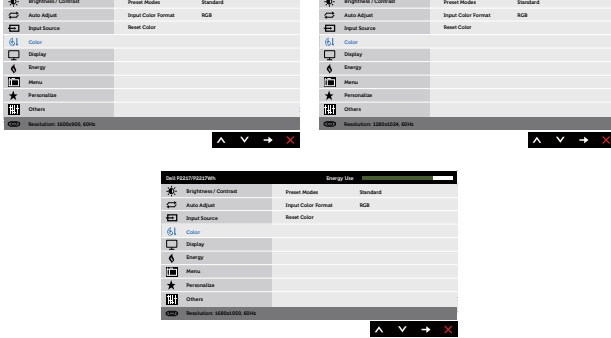 Brightness / Contrast Preset Modes Standard
Auto Adjust Input Color Format RGB
Input Source Reset Color
Color
Display
Energy
Menu
Personalize
Others
Resolution: 1600x900, 60Hz
Brightness / Contrast Preset Modes Standard
Auto Adjust Input Color Format RGB
Input Source Reset Color
Color
Display
Energy
Menu
Personalize
Others
Resolution: 1280x1024, 60Hz
Dell P2217/P2217Wh Energy Use
Brightness / Contrast Preset Modes Standard
Auto Adjust Input Color Format RGB
Input Source Reset Color
Color
Display
Energy
Menu
Personalize
Others
Resolution: 1680x1050, 60Hz